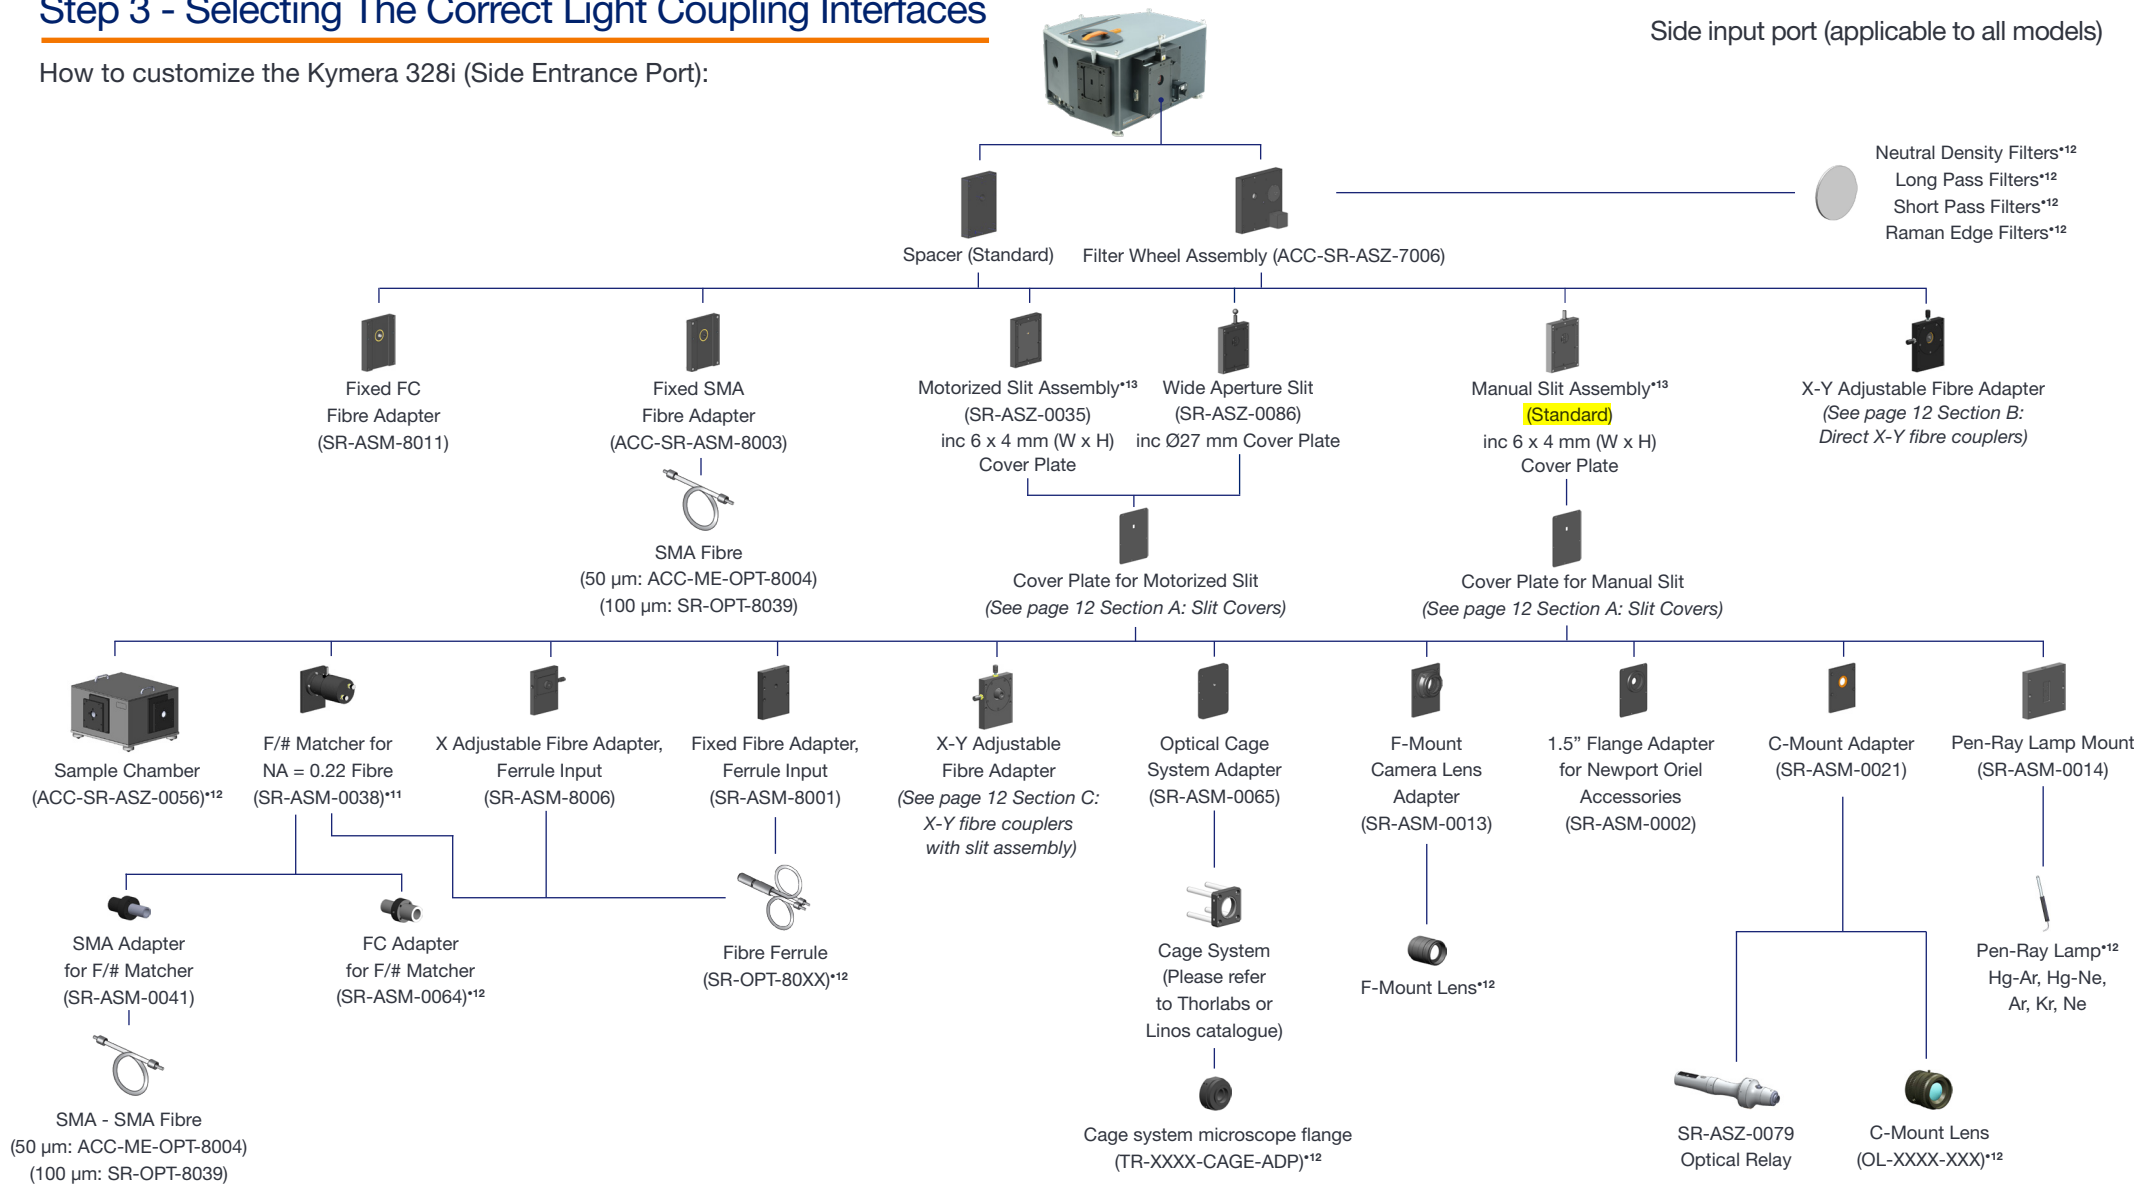 Step 3 - Selecting The Correct Light Coupling Interfaces
Side input port (applicable to all models)
How to customize the Kymera 328i (Side Entrance Port):
Neutral Density Filters•12
Long Pass Filters•12
Short Pass Filters•12
Raman Edge Filters•12
Spacer (Standard)
Filter Wheel Assembly (ACC-SR-ASZ-7006)
Fixed FC
Fibre Adapter
(SR-ASM-8011)
Fixed SMA
Fibre Adapter
(ACC-SR-ASM-8003)
Motorized Slit Assembly•13
(SR-ASZ-0035)
inc 6 x 4 mm (W x H)
Cover Plate
Wide Aperture Slit
(SR-ASZ-0086)
inc Ø27 mm Cover Plate
Manual Slit Assembly•13
(Standard)
inc 6 x 4 mm (W x H)
Cover Plate
X-Y Adjustable Fibre Adapter
(See page 12 Section B:
Direct X-Y fibre couplers)
SMA Fibre
(50 µm: ACC-ME-OPT-8004)
(100 µm: SR-OPT-8039)
Cover Plate for Motorized Slit
(See page 12 Section A: Slit Covers)
Cover Plate for Manual Slit
(See page 12 Section A: Slit Covers)
Sample Chamber
(ACC-SR-ASZ-0056)•12
F/# Matcher for
NA = 0.22 Fibre
(SR-ASM-0038)•11
X Adjustable Fibre Adapter,
Ferrule Input
(SR-ASM-8006)
Fixed Fibre Adapter,
Ferrule Input
(SR-ASM-8001)
X-Y Adjustable
Fibre Adapter
(See page 12 Section C:
X-Y fibre couplers
with slit assembly)
Optical Cage
System Adapter
(SR-ASM-0065)
F-Mount
Camera Lens
Adapter
(SR-ASM-0013)
1.5” Flange Adapter
for Newport Oriel
Accessories
(SR-ASM-0002)
C-Mount Adapter
(SR-ASM-0021)
Pen-Ray Lamp Mount
(SR-ASM-0014)
SMA Adapter
for F/# Matcher
(SR-ASM-0041)
FC Adapter
for F/# Matcher
(SR-ASM-0064)•12
Fibre Ferrule
(SR-OPT-80XX)•12
Cage System
(Please refer
to Thorlabs or
Linos catalogue)
F-Mount Lens•12
Pen-Ray Lamp•12
Hg-Ar, Hg-Ne,
Ar, Kr, Ne
SMA - SMA Fibre
(50 µm: ACC-ME-OPT-8004)
(100 µm: SR-OPT-8039)
Cage system microscope flange
(TR-XXXX-CAGE-ADP)•12
SR-ASZ-0079
Optical Relay
C-Mount Lens
(OL-XXXX-XXX)•12